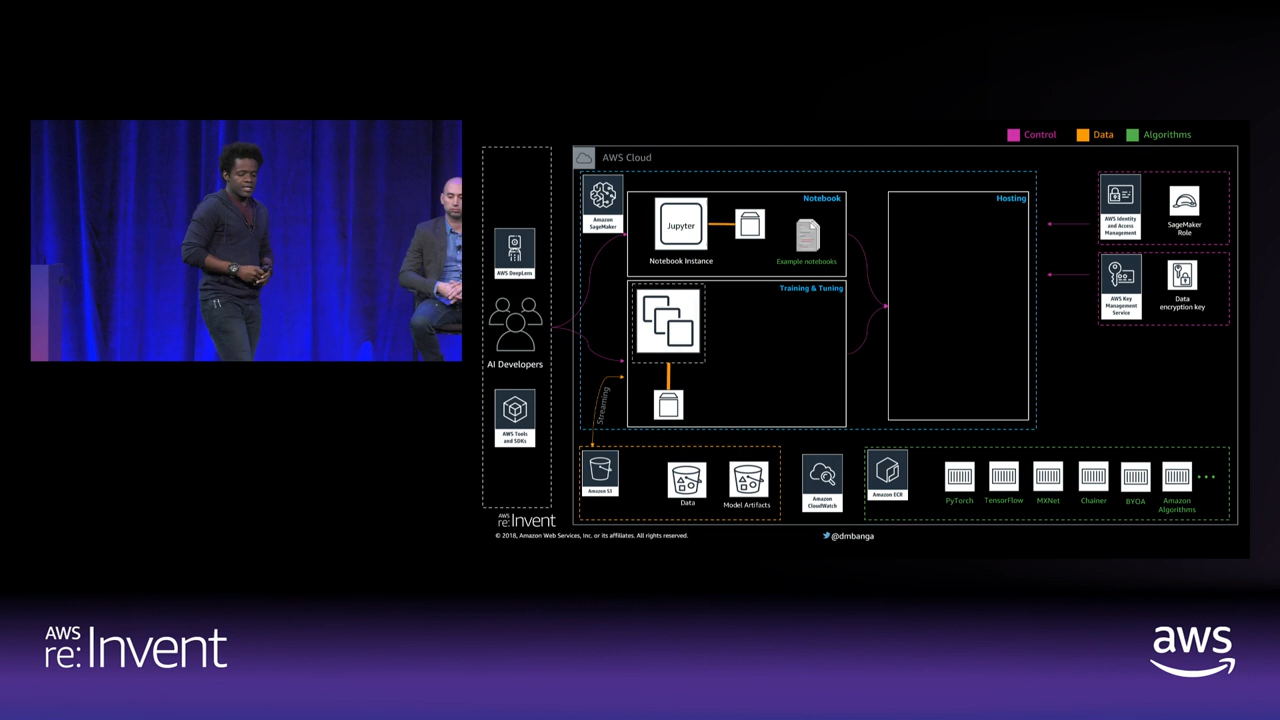 Control
Data
Algorithms
AWS Cloud
Amazon
SageMaker
Notebook
Jupyter
Notebook Instance
Example notebooks
Hosting
AWS Identity
and Access
Management
SageMaker
Role
AWS DeepLens
AI Developers
AWS Tools
and SDKs
Training & Tuning
AWS Key
Management
Service
Data
encryption key
Streaming
Amazon S3
Data
Model Artifacts
Amazon
CloudWatch
Amazon ECR
PyTorch
TensorFlow
MXNet
Chainer
BYOA
Amazon
Algorithms
AWS
re:Invent
© 2018, Amazon Web Services, Inc. or its affiliates. All rights reserved.
@dmbanga
AWS
re:Invent
aws